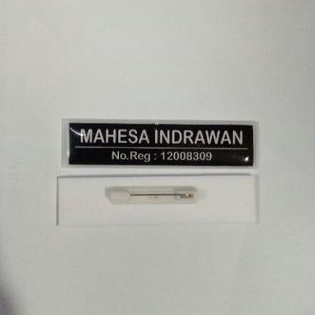 MAHESA INDRAWAN
No.Reg : 12008309